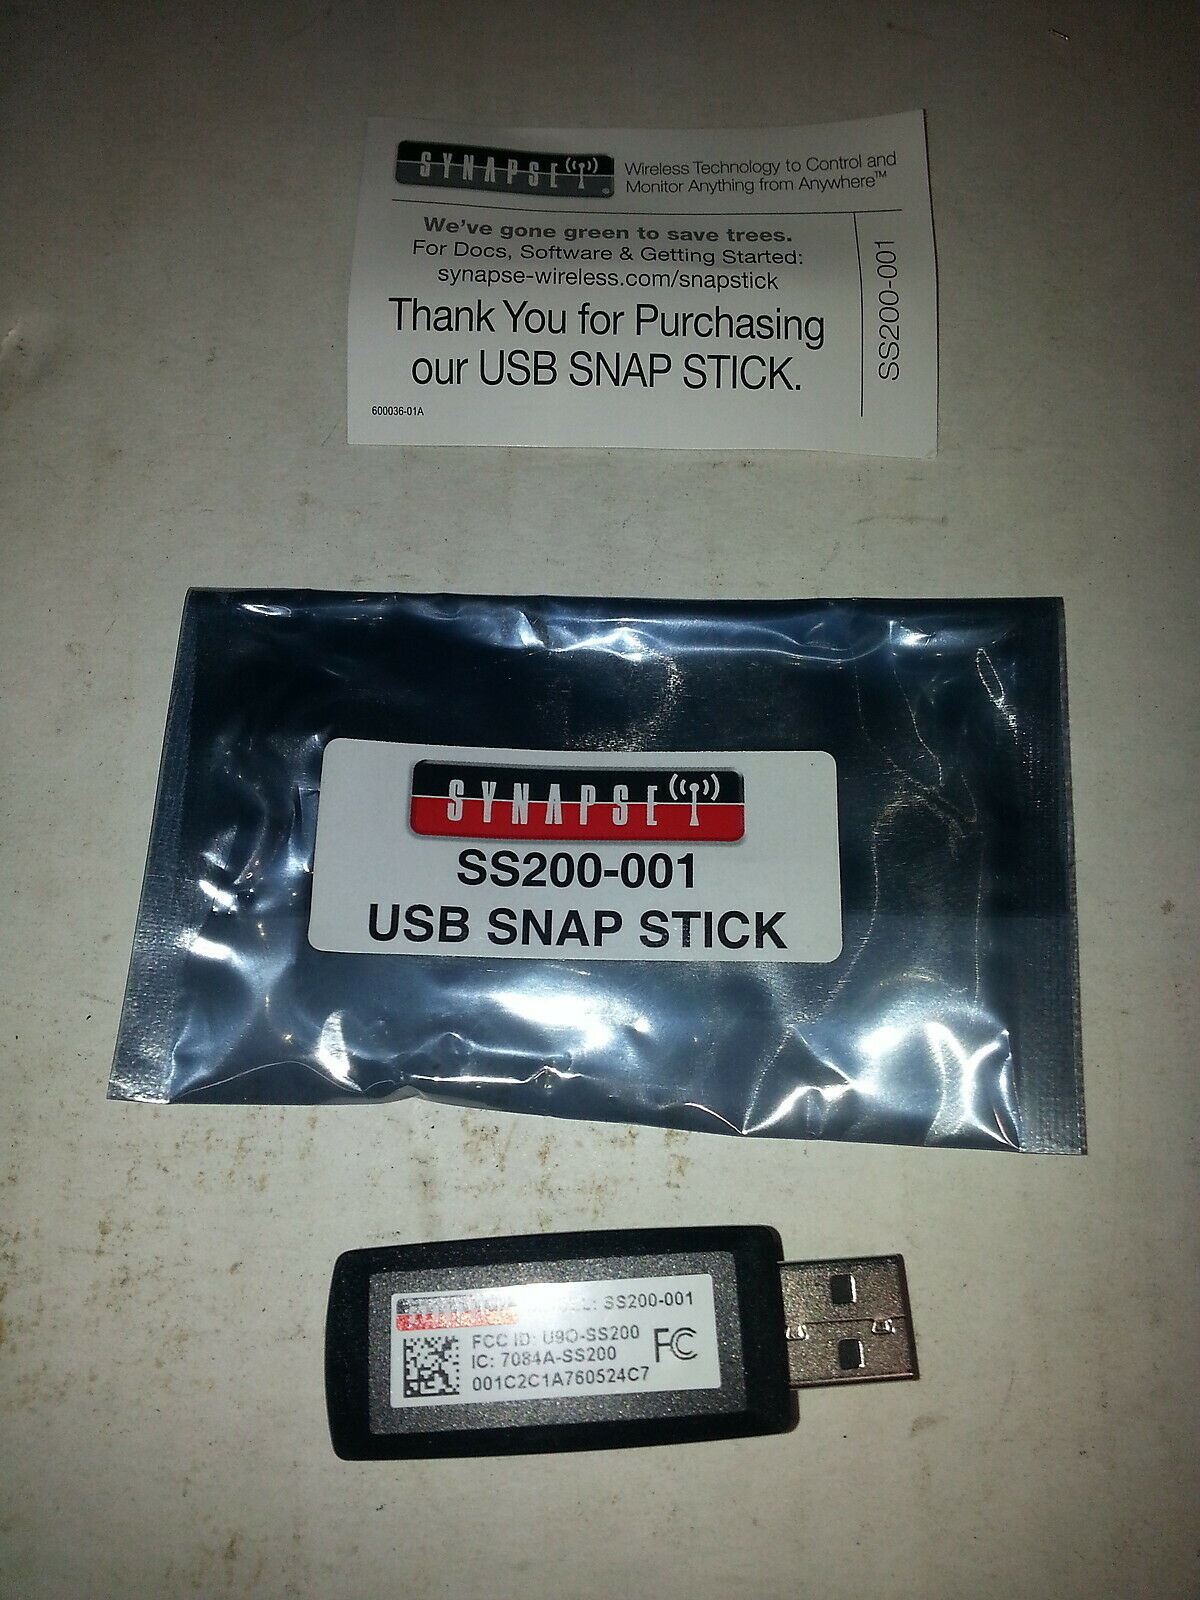 SYNAPSE
Wireless Technology to Control and
Monitor Anything from Anywhere™
We've gone green to save trees.
For Docs, Software & Getting Started:
synapse-wireless.com/snapstick
Thank You for Purchasing
our USB SNAP STICK.
600036-01A
SS200-001
SYNAPSE
SS200-001
USB SNAP STICK
SS200-001
FCC ID: U9O-SS200
IC: 7084A-SS200
001C2C1A760524C7
FC